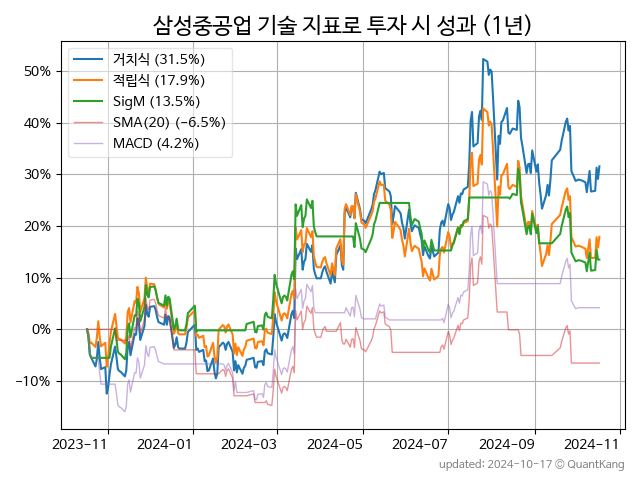 삼성중공업 기술 지표로 투자 시 성과 (1년)
거치식 (31.5%)
적립식 (17.9%)
SigM (13.5%)
SMA(20) (−6.5%)
MACD (4.2%)
50%
40%
30%
20%
10%
0%
−10%
2023-11 2024-01 2024-03 2024-05 2024-07 2024-09 2024-11
updated: 2024-10-17 © QuantKang